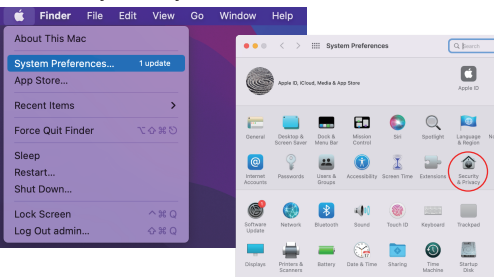 Finder File Edit View Go Window Help
About This Mac
System Preferences... 1 update
App Store...
Recent Items >
Force Quit Finder ⌥⇧⌘⎋
Sleep
Restart...
Shut Down...
Lock Screen ^⌘Q
Log Out admin... ⇧⌘Q
System Preferences
Search
Apple ID, iCloud, Media & App Store
Apple ID
General
Desktop &
Screen Saver
Dock &
Menu Bar
Mission
Control
Siri
Spotlight
Language
& Region
Internet
Accounts
Passwords
Users &
Groups
Accessibility
Screen Time
Extensions
Security
& Privacy
Software
Update
Network
Bluetooth
Sound
Touch ID
Keyboard
Trackpad
Displays
Printers &
Scanners
Battery
Date & Time
Sharing
Time
Machine
Startup
Disk